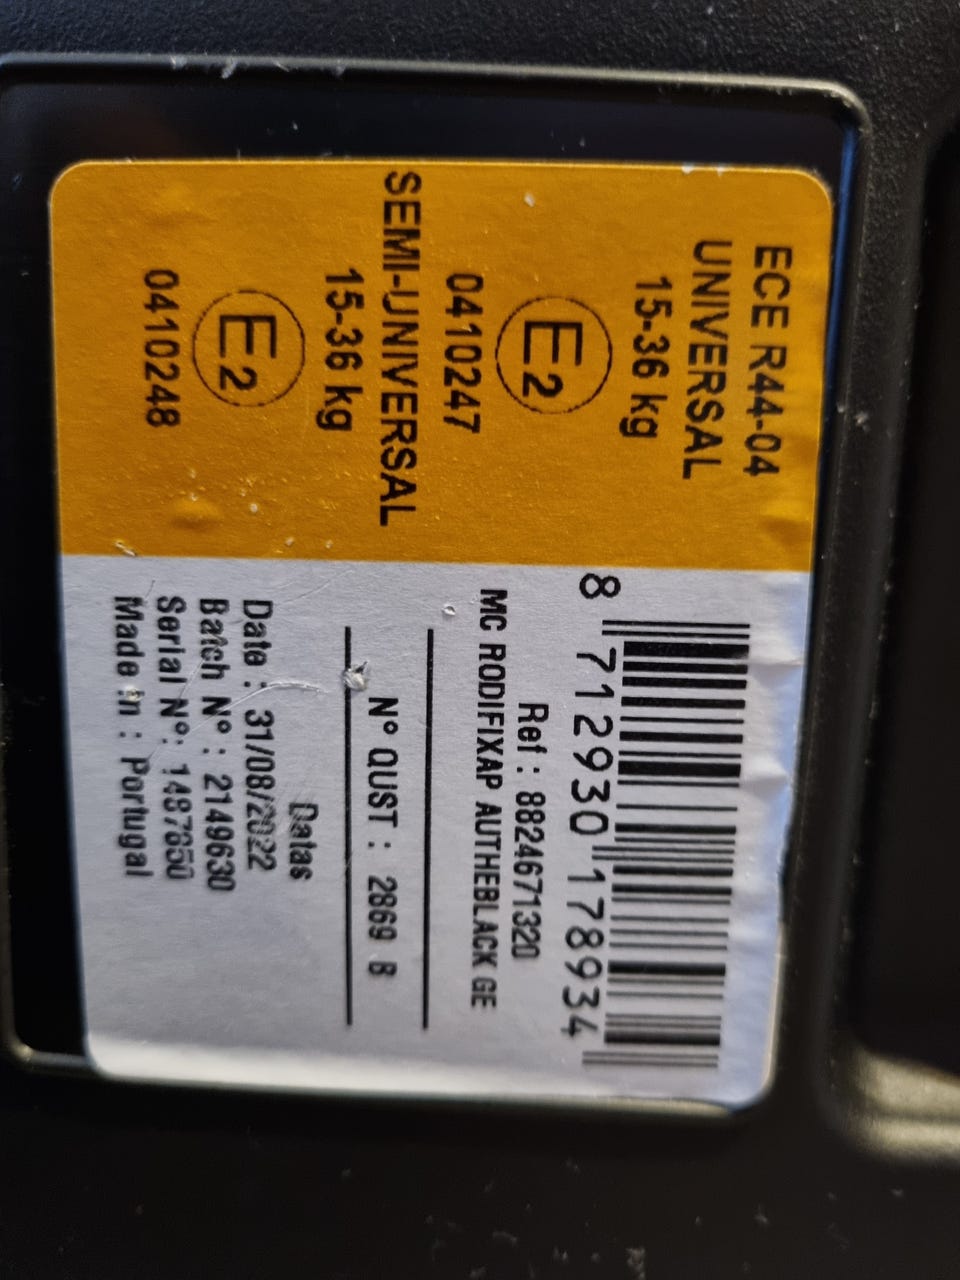 ECE R44-04
UNIVERSAL
15-36 kg
E2
0410247
SEMI-UNIVERSAL
15-36 kg
E2
0410248
8 712930 178934
Ref : 8824671320
MC RODIFIXAP AUTHEBLACK GE
N° QUST : 2869 B
Datas
Date : 31/08/2022
Batch N° : 2149630
Serial N°: 1487650
Made in : Portugal